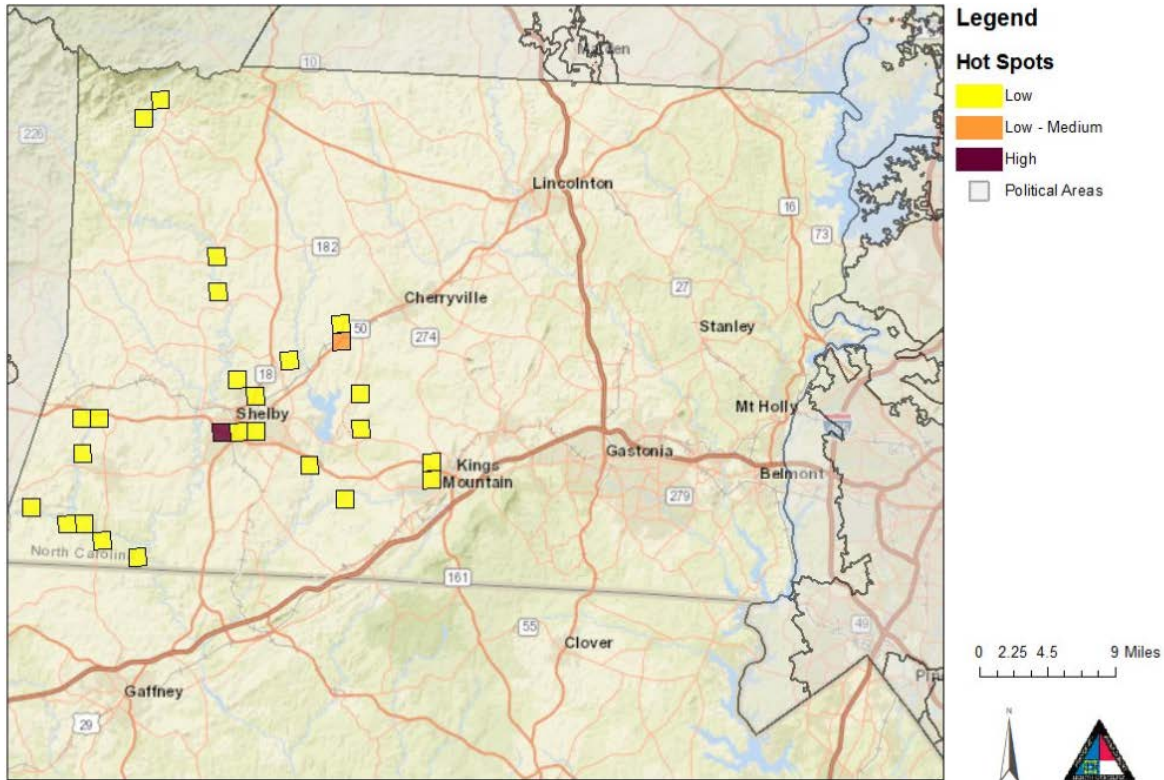 Legend
Hot Spots
Low
Low - Medium
High
Political Areas
10
226
Lincolnton
16
182
73
27
Cherryville
50
274
Stanley
18
Shelby
Mt Holly
Gastonia
Kings
Mountain
Belmont
279
North Carolin
161
55
Clover
49
Gaffney
29
0 2.25 4.5 9 Miles
N